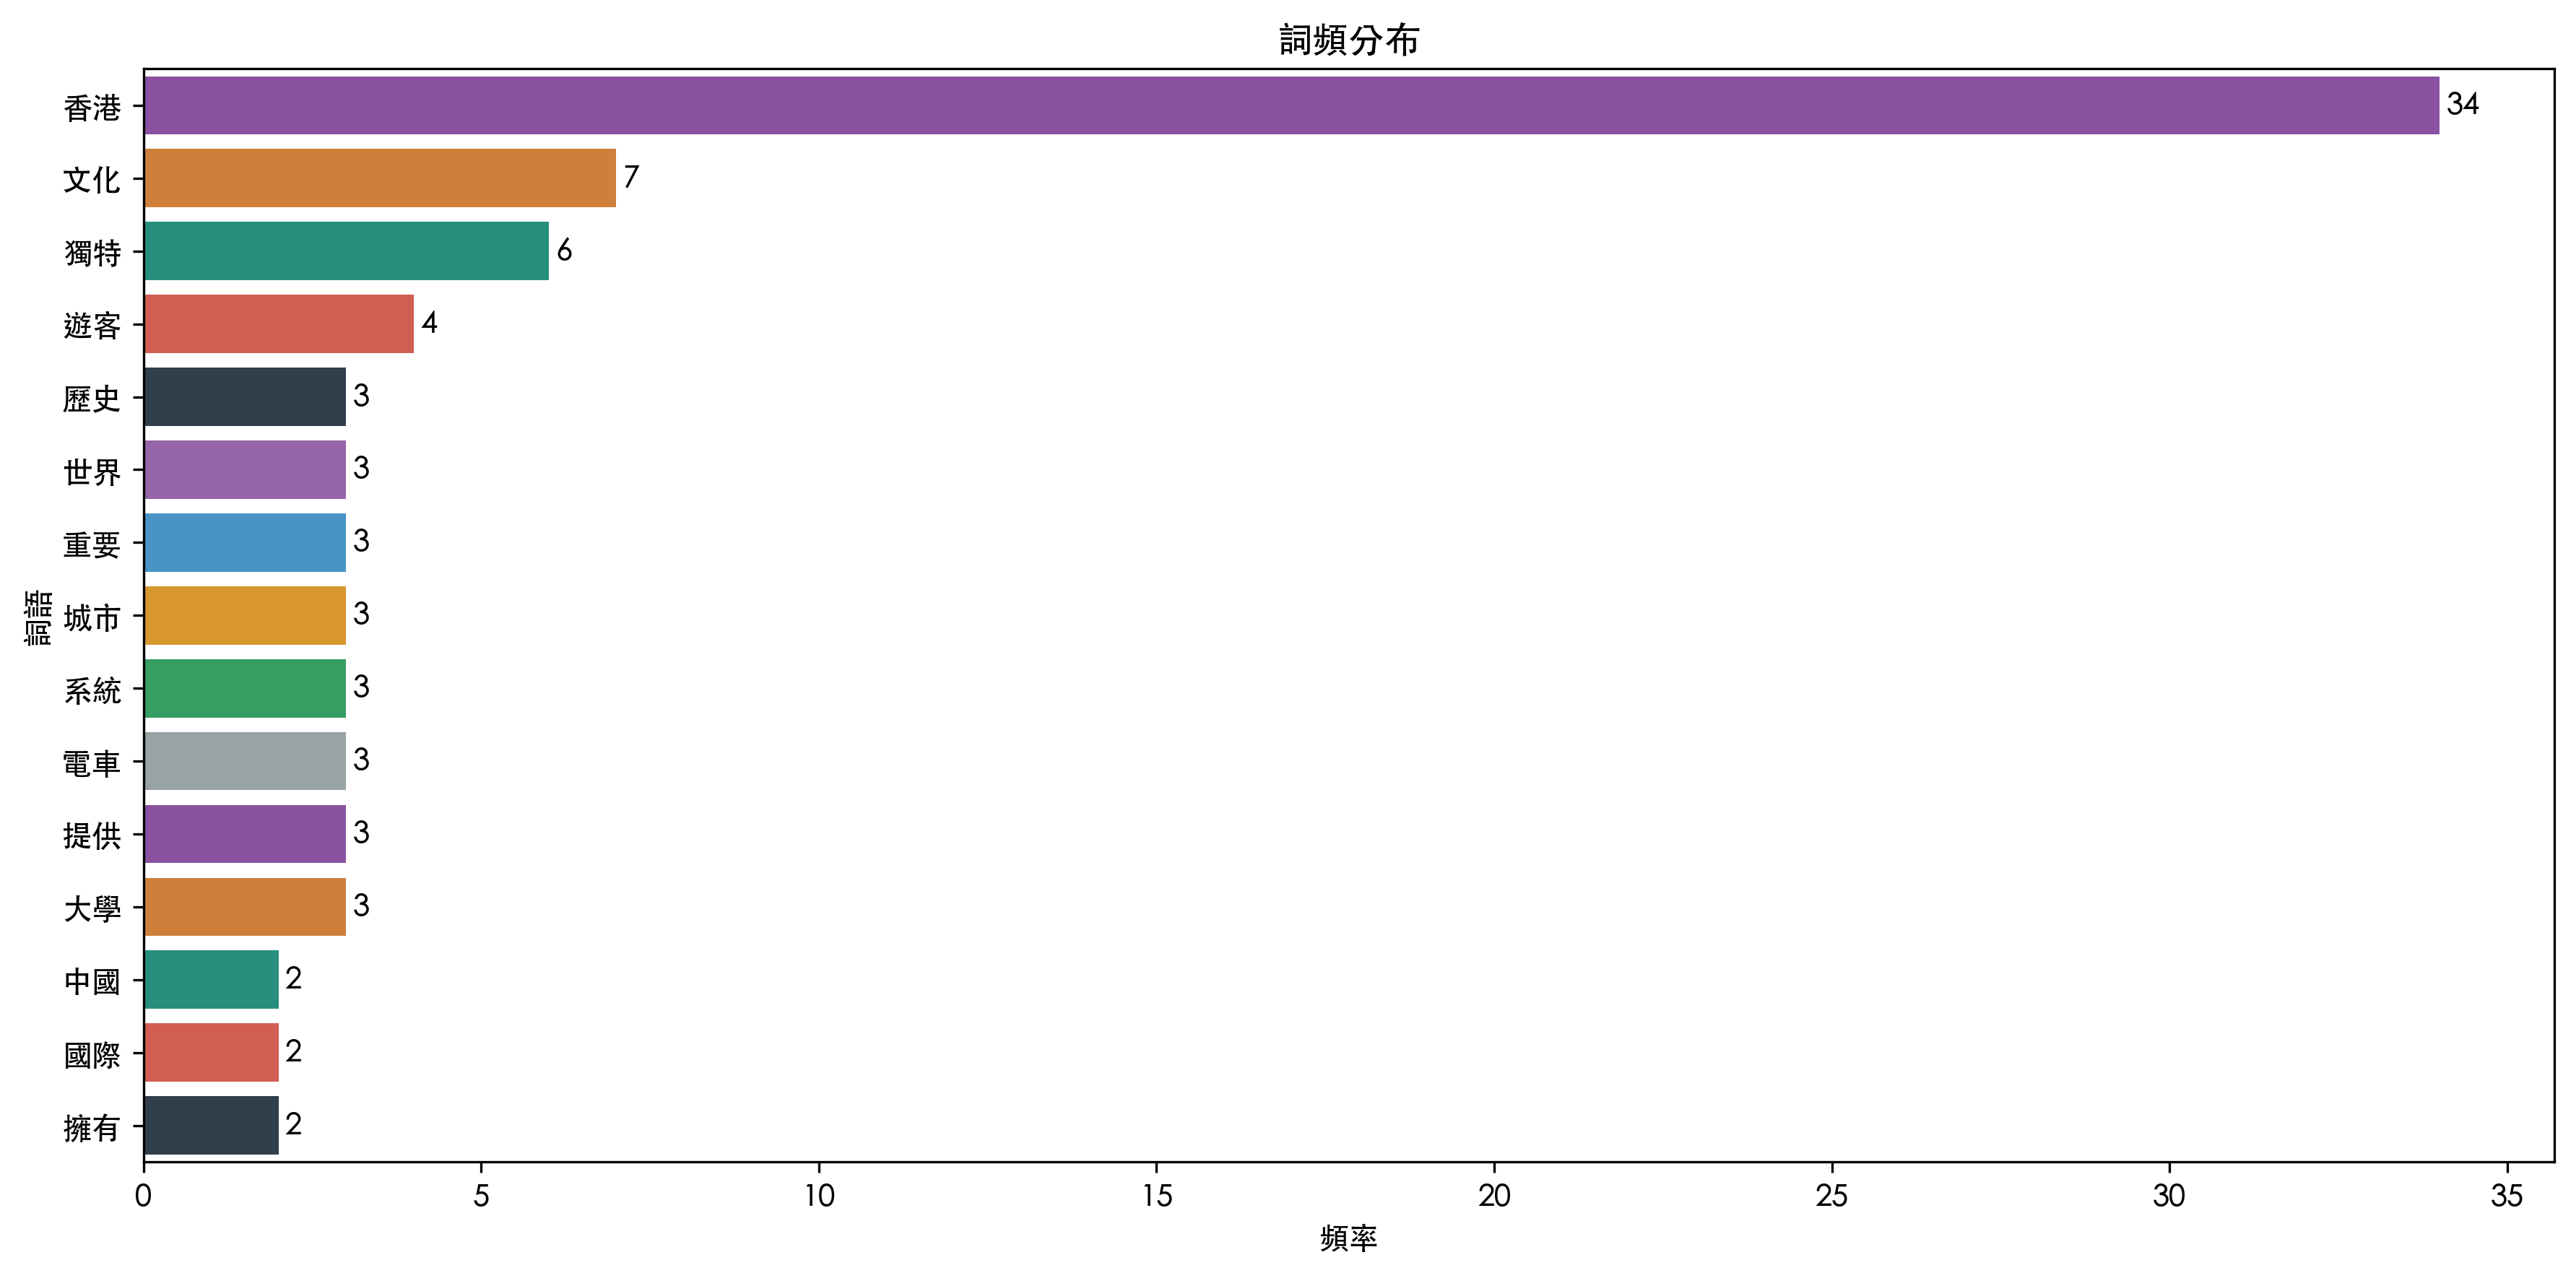 詞頻分布
香港 34
文化 7
獨特 6
遊客 4
歷史 3
世界 3
重要 3
城市 3
系統 3
電車 3
提供 3
大學 3
中國 2
國際 2
擁有 2
詞語
0 5 10 15 20 25 30 35
頻率